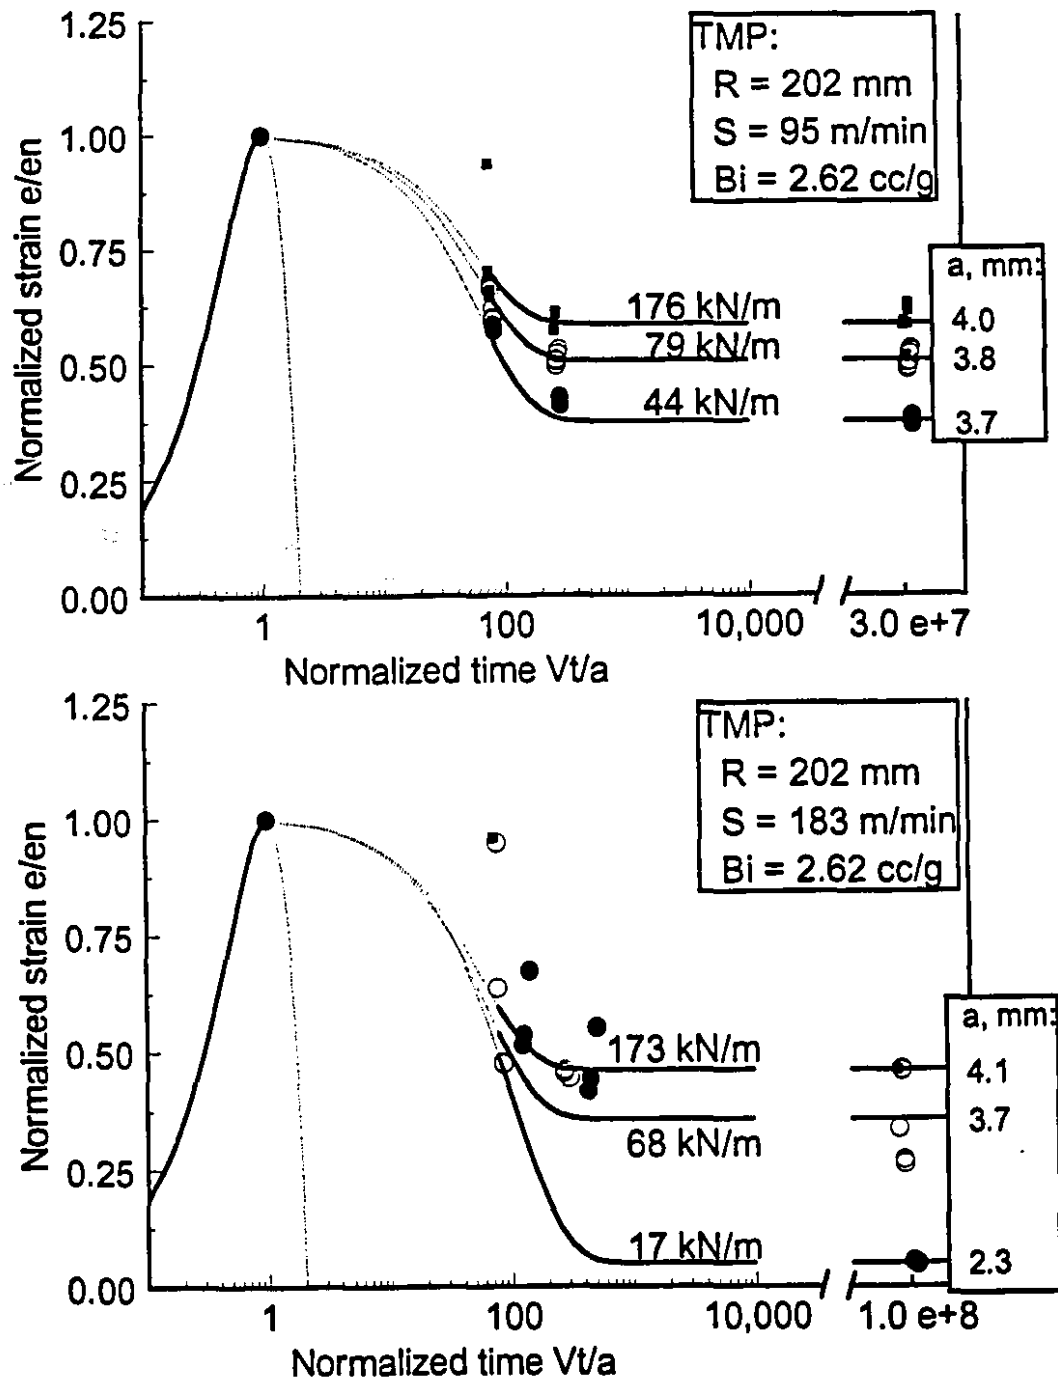 1.25
TMP:
R = 202 mm
S = 95 m/min
Bi = 2.62 cc/g
1.00
0.75
0.50
0.25
0.00
Normalized strain e/en
176 kN/m
79 kN/m
44 kN/m
a, mm:
4.0
3.8
3.7
1
100
10,000
3.0 e+7
Normalized time Vt/a
1.25
TMP:
R = 202 mm
S = 183 m/min
Bi = 2.62 cc/g
1.00
0.75
0.50
0.25
0.00
Normalized strain e/en
173 kN/m
68 kN/m
17 kN/m
a, mm:
4.1
3.7
2.3
1
100
10,000
1.0 e+8
Normalized time Vt/a